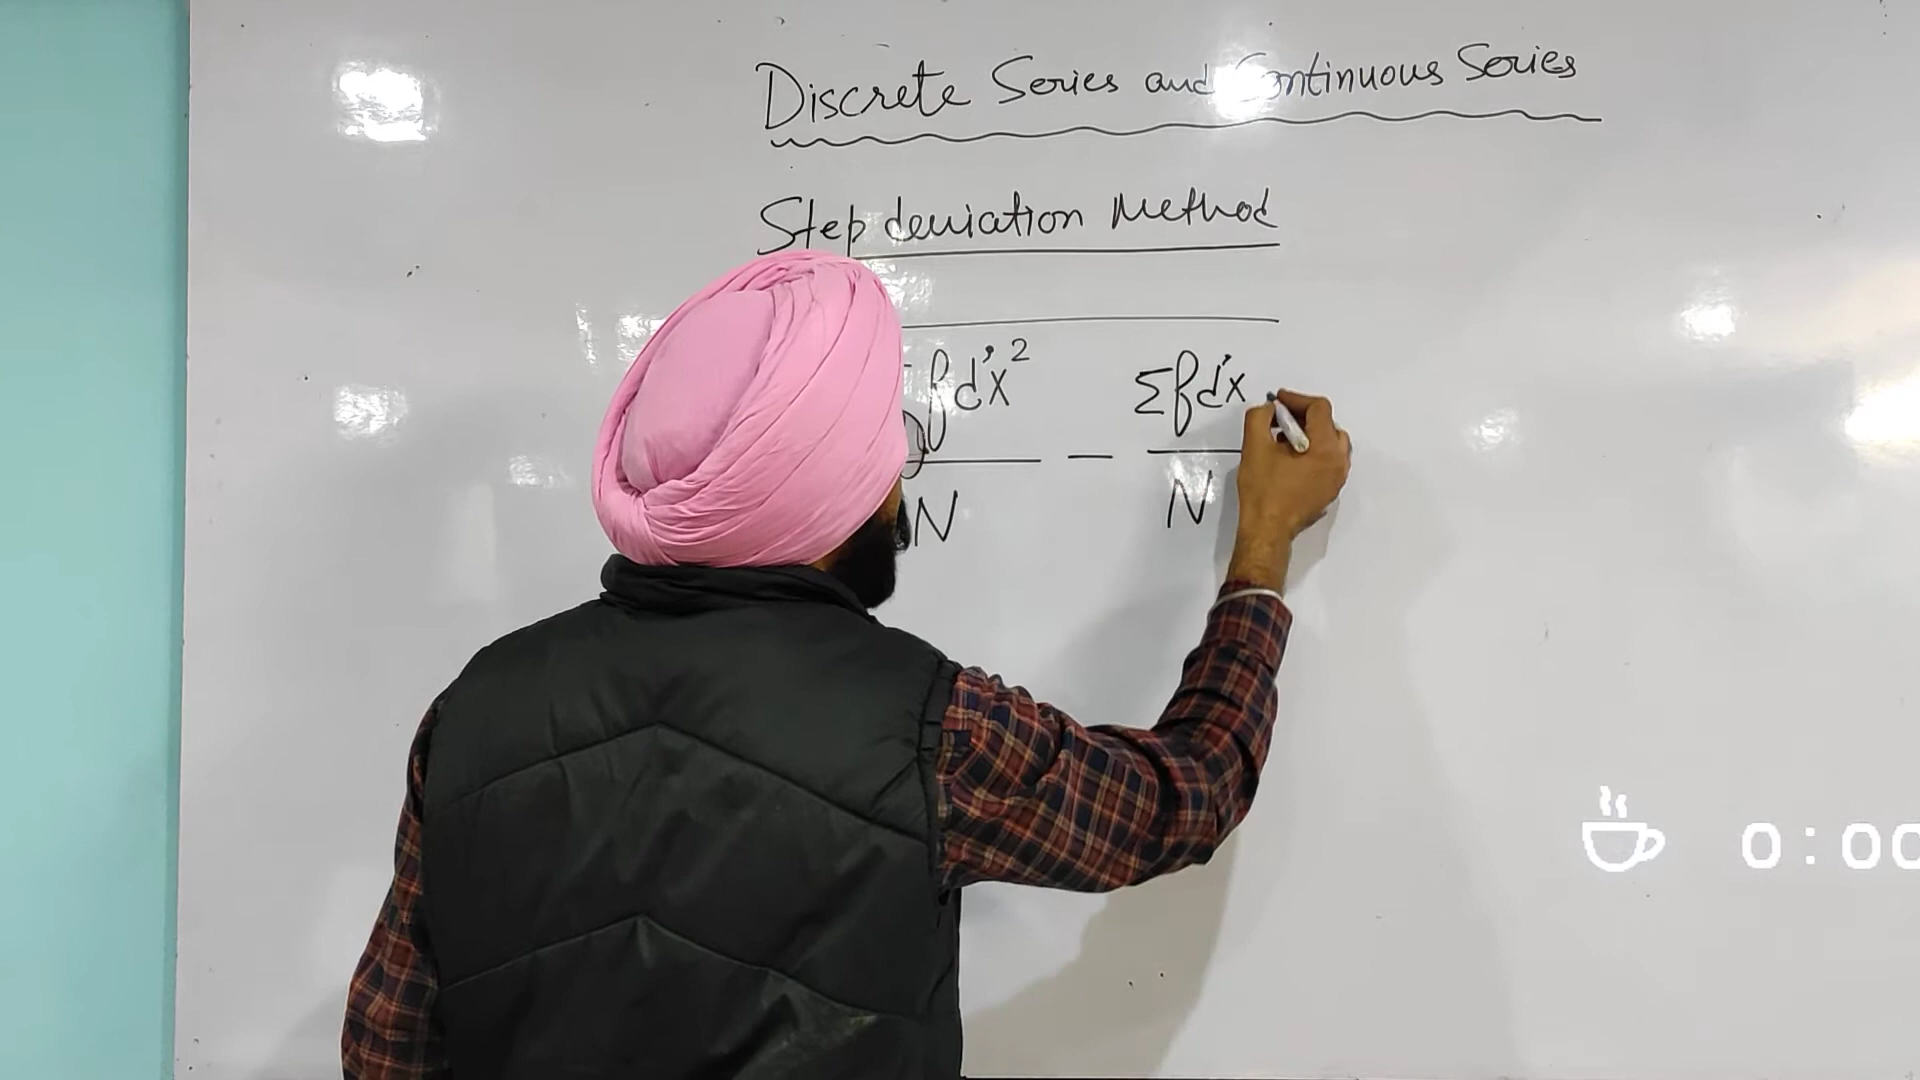 Discrete Series and Continuous Series
Step deviation Method
fd'x² - Σfd'x
N N
0:00